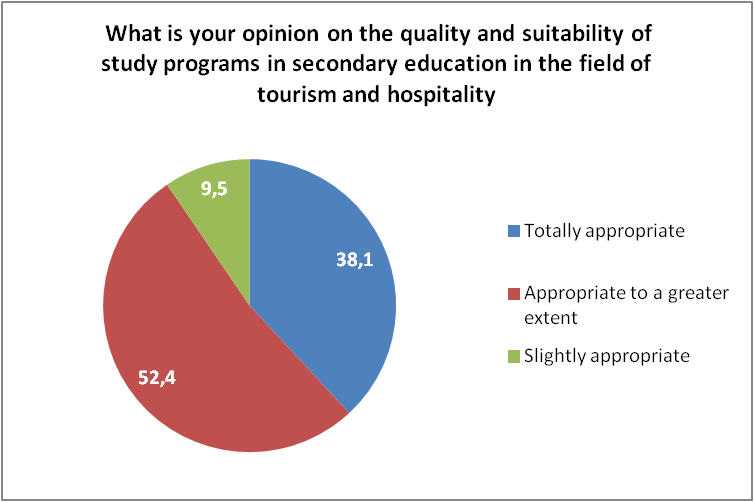 What is your opinion on the quality and suitability of
study programs in secondary education in the field of
tourism and hospitality
9,5
38,1
52,4
Totally appropriate
Appropriate to a greater
extent
Slightly appropriate